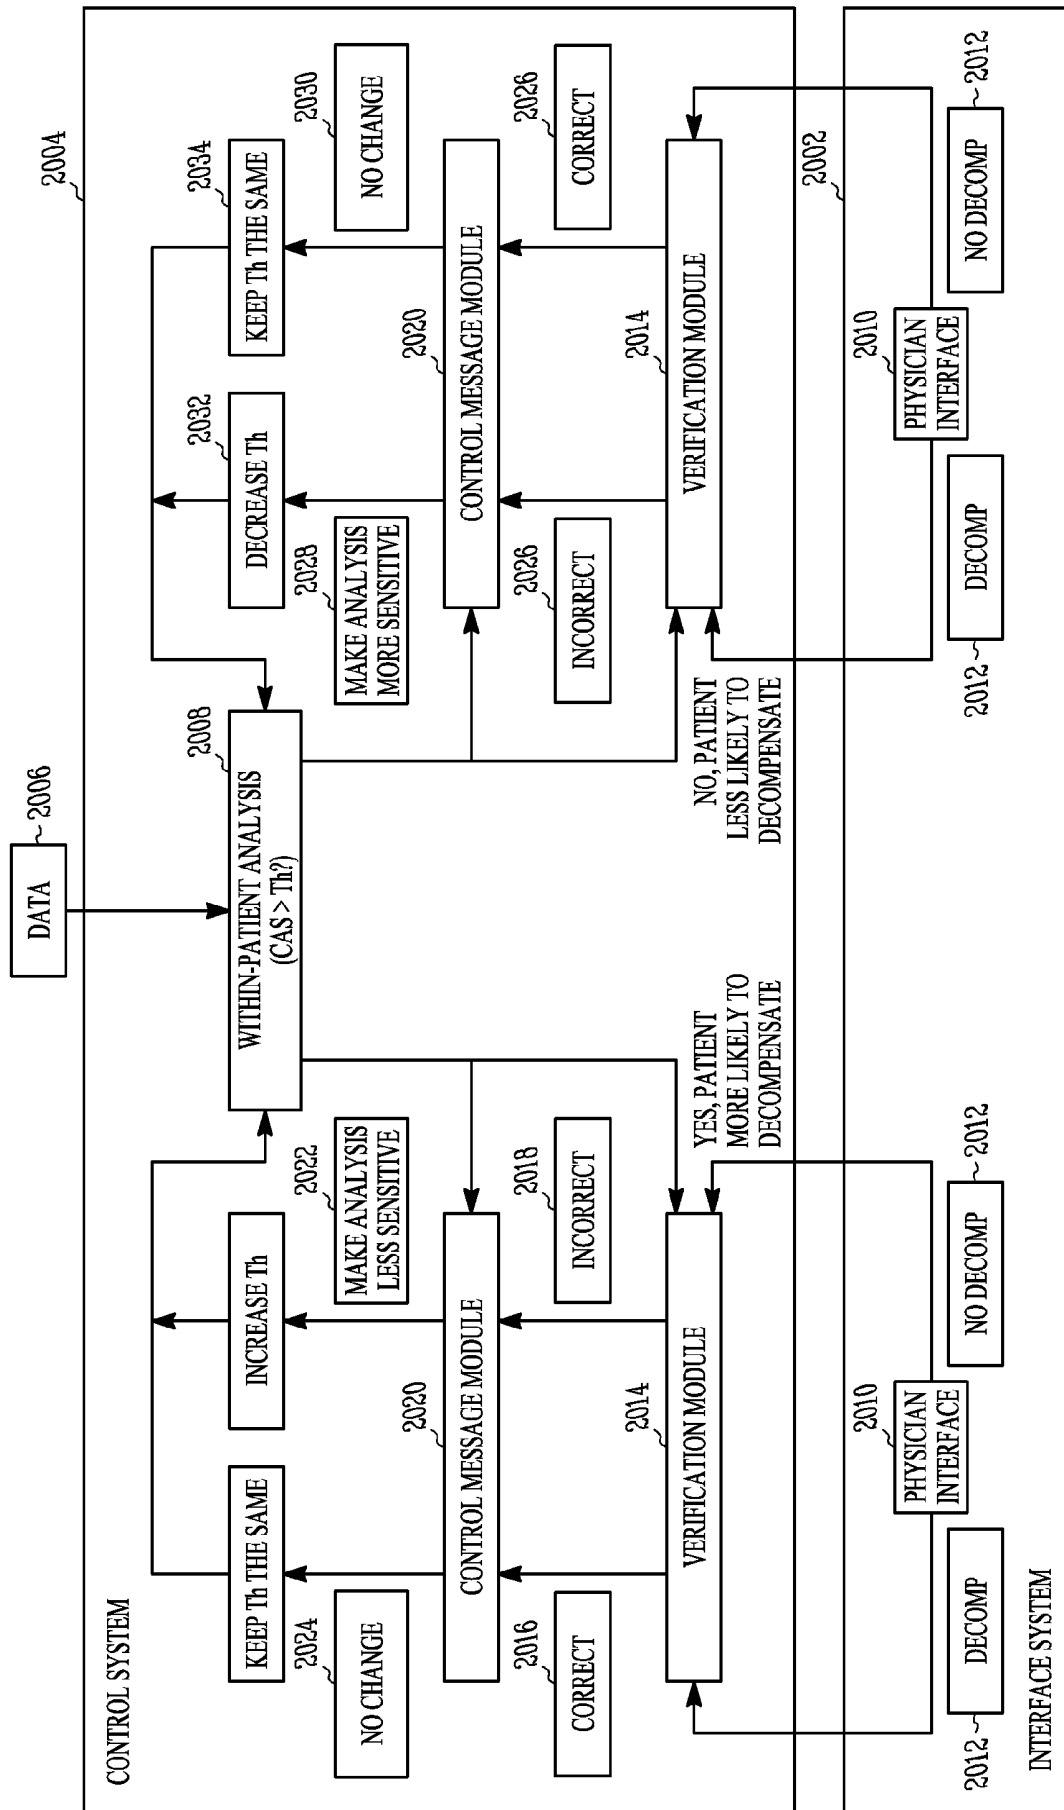 DATA
2006
2004
CONTROL SYSTEM
WITHIN-PATIENT ANALYSIS
(CAS > Th?)
2008
KEEP Th THE SAME
INCREASE Th
DECREASE Th
2032
KEEP Th THE SAME
2034
2024
NO CHANGE
2022
MAKE ANALYSIS
LESS SENSITIVE
2028
MAKE ANALYSIS
MORE SENSITIVE
2030
NO CHANGE
CONTROL MESSAGE MODULE
2020
CONTROL MESSAGE MODULE
2020
2016
CORRECT
2018
INCORRECT
2026
INCORRECT
2026
CORRECT
VERIFICATION MODULE
2014
VERIFICATION MODULE
2014
YES, PATIENT
MORE LIKELY TO
DECOMPENSATE
NO, PATIENT
LESS LIKELY TO
DECOMPENSATE
2002
PHYSICIAN
INTERFACE
2010
PHYSICIAN
INTERFACE
2010
2012
DECOMP
NO DECOMP
2012
2012
DECOMP
NO DECOMP
2012
INTERFACE SYSTEM